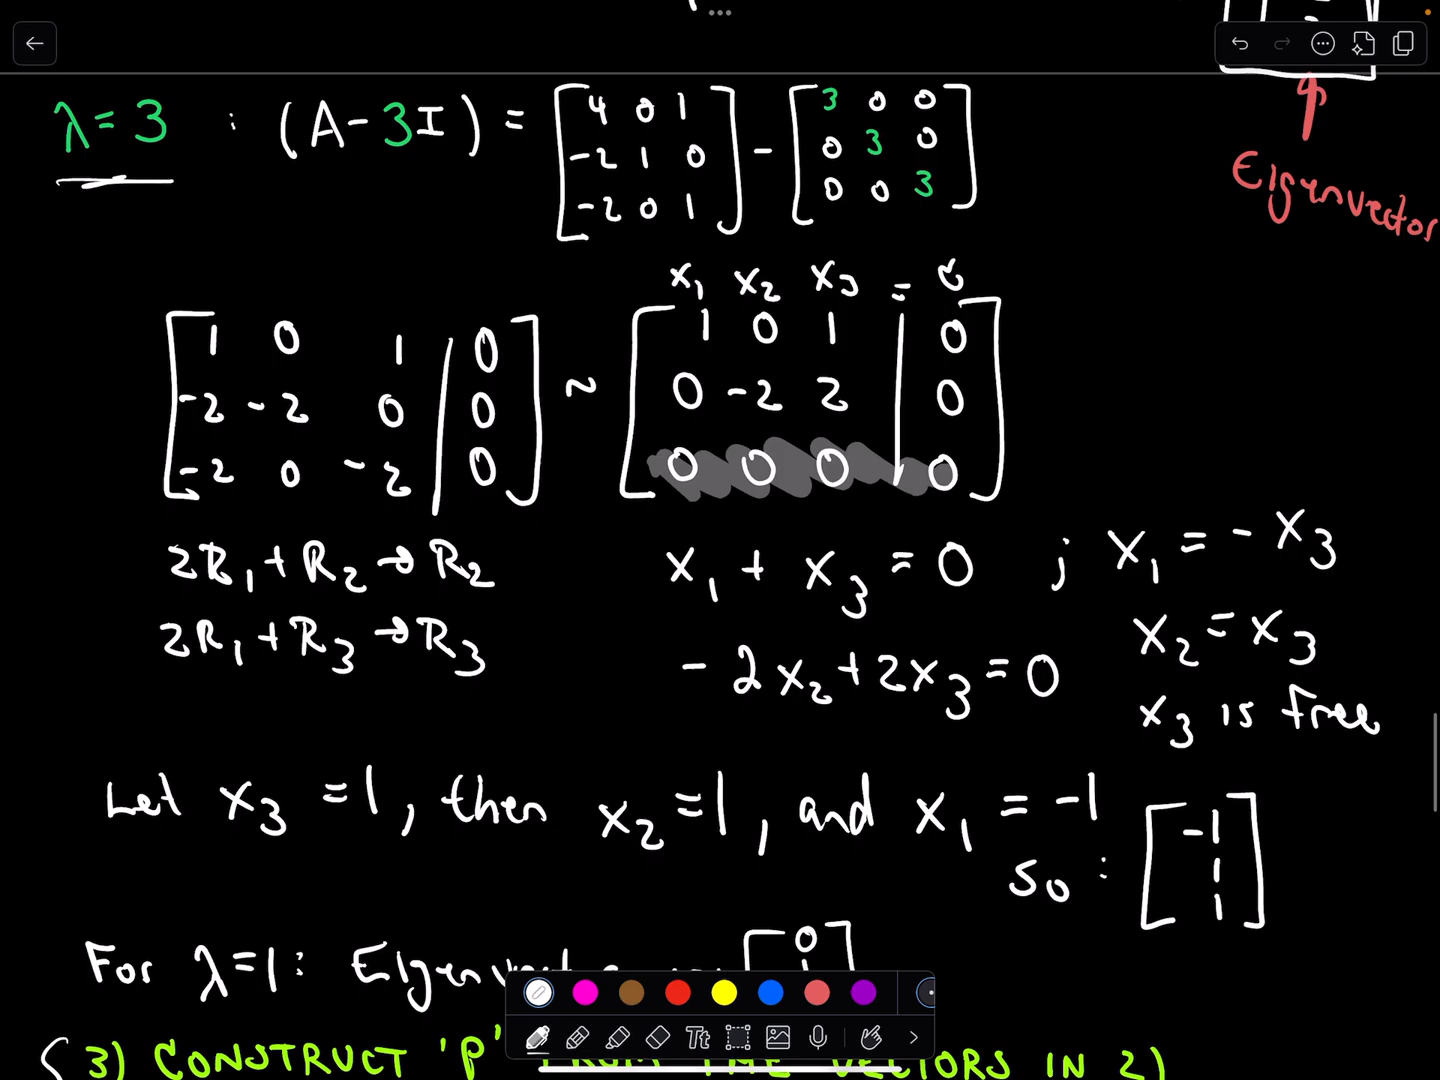 λ=3 : (A-3I) = [4 0 1; -2 1 0; -2 0 1] - [3 0 0; 0 3 0; 0 0 3]
Eigenvector
x₁ x₂ x₃ = 0
[1 0 1 | 0; -2 -2 0 | 0; -2 0 -2 | 0] ~ [1 0 1 | 0; 0 -2 2 | 0; 0 0 0 | 0]
2R₁+R₂→R₂
2R₁+R₃→R₃
x₁ + x₃ = 0 ; x₁ = -x₃
-2x₂+2x₃=0
x₂=x₃
x₃ is free
Let x₃=1, then x₂=1, and x₁ = -1
so : [-1; 1; 1]
For λ=1: [0
Tt
3) CONSTRUCT 'P' VECTORS IN 2)